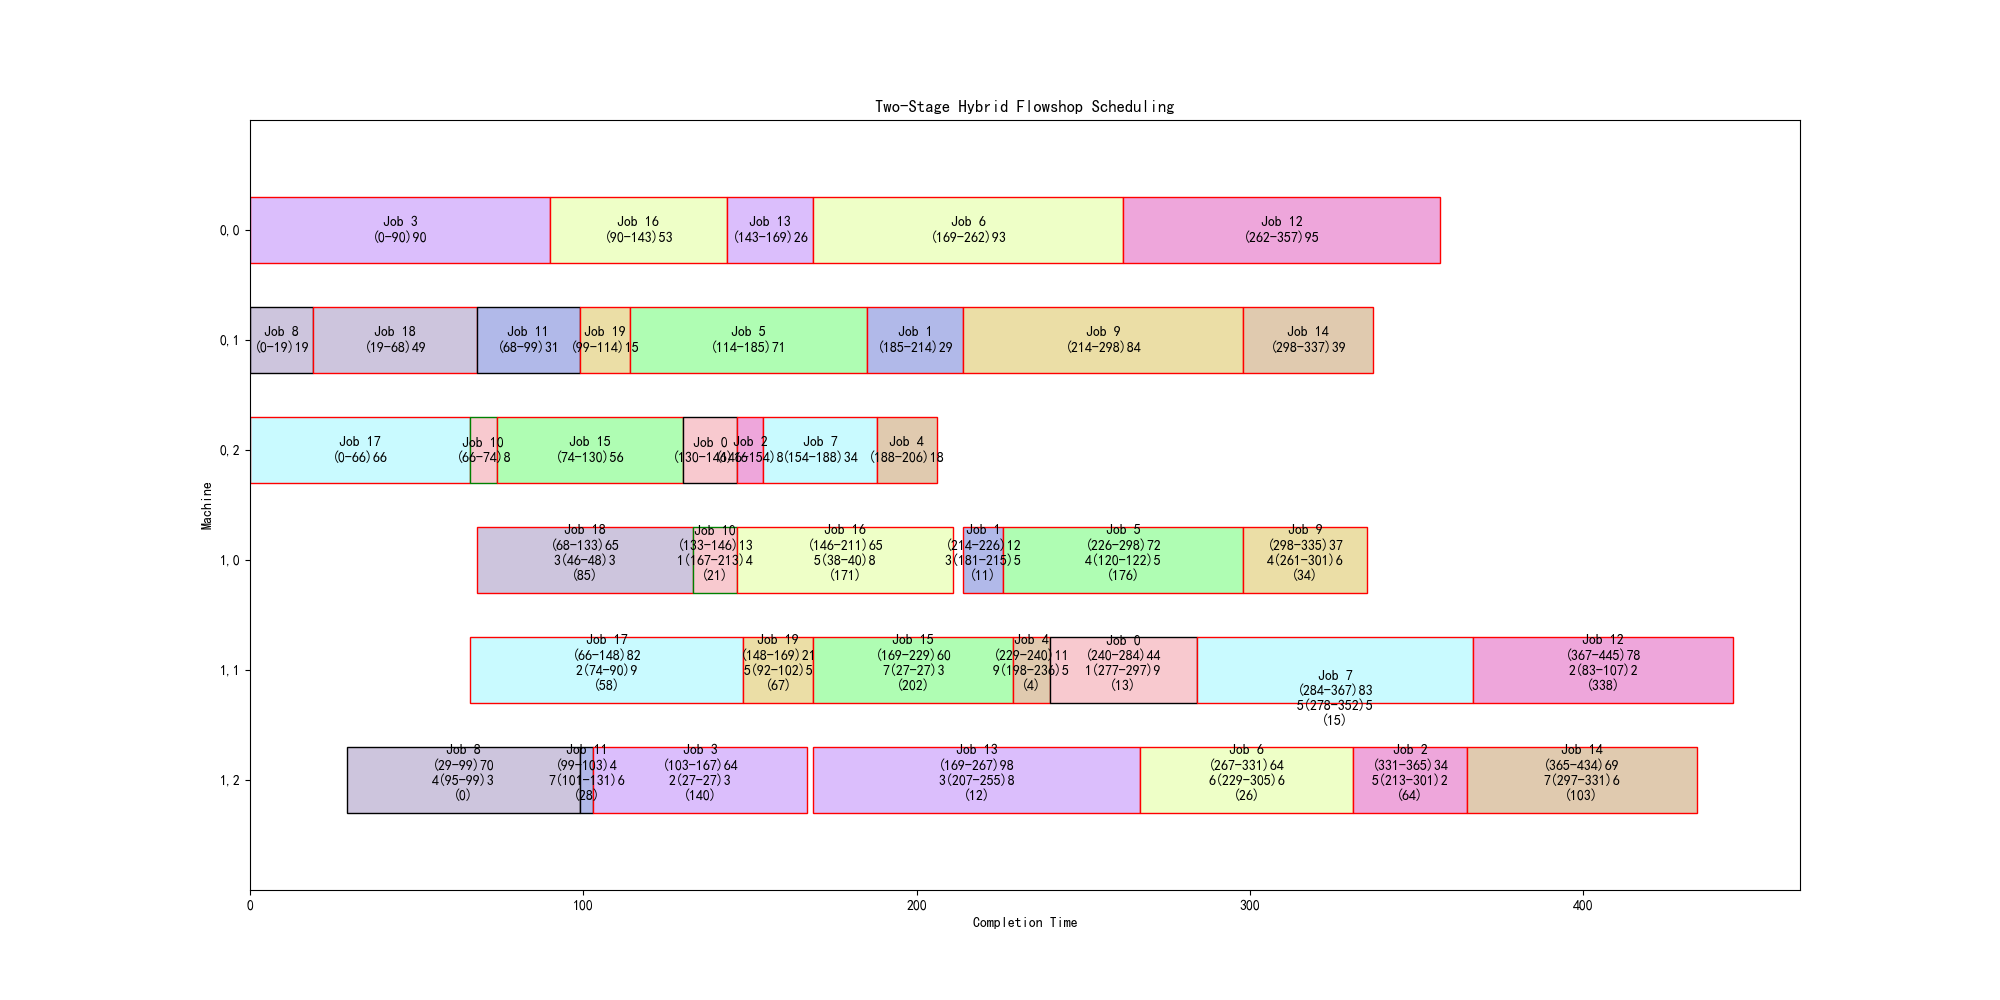 Two-Stage Hybrid Flowshop Scheduling
Machine
0,0
Job 3
(0-90)90
Job 16
(90-143)53
Job 13
(143-169)26
Job 6
(169-262)93
Job 12
(262-357)95
0,1
Job 8
(0-19)19
Job 18
(19-68)49
Job 11
(68-99)31
Job 19
(99-114)15
Job 5
(114-185)71
Job 1
(185-214)29
Job 9
(214-298)84
Job 14
(298-337)39
0,2
Job 17
(0-66)66
Job 10
(66-74)8
Job 15
(74-130)56
Job 0
(130-146)16
Job 2
(146-154)8
Job 7
(154-188)34
Job 4
(188-206)18
1,0
Job 18
(68-133)65
3(46-48)3
(85)
Job 10
(133-146)13
1(167-213)4
(21)
Job 16
(146-211)65
5(38-40)8
(171)
Job 1
(214-226)12
3(181-215)5
(11)
Job 5
(226-298)72
4(120-122)5
(176)
Job 9
(298-335)37
4(261-301)6
(34)
1,1
Job 17
(66-148)82
2(74-90)9
(58)
Job 19
(148-169)21
5(92-102)5
(67)
Job 15
(169-229)60
7(27-27)3
(202)
Job 4
(229-240)11
9(198-236)5
(4)
Job 0
(240-284)44
1(277-297)9
(13)
Job 7
(284-367)83
5(278-352)5
(15)
Job 12
(367-445)78
2(83-107)2
(338)
1,2
Job 8
(29-99)70
4(95-99)3
(0)
Job 11
(99-103)4
7(101-131)6
(28)
Job 3
(103-167)64
2(27-27)3
(140)
Job 13
(169-267)98
3(207-255)8
(12)
Job 6
(267-331)64
6(229-305)6
(26)
Job 2
(331-365)34
5(213-301)2
(64)
Job 14
(365-434)69
7(297-331)6
(103)
0
100
200
300
400
Completion Time